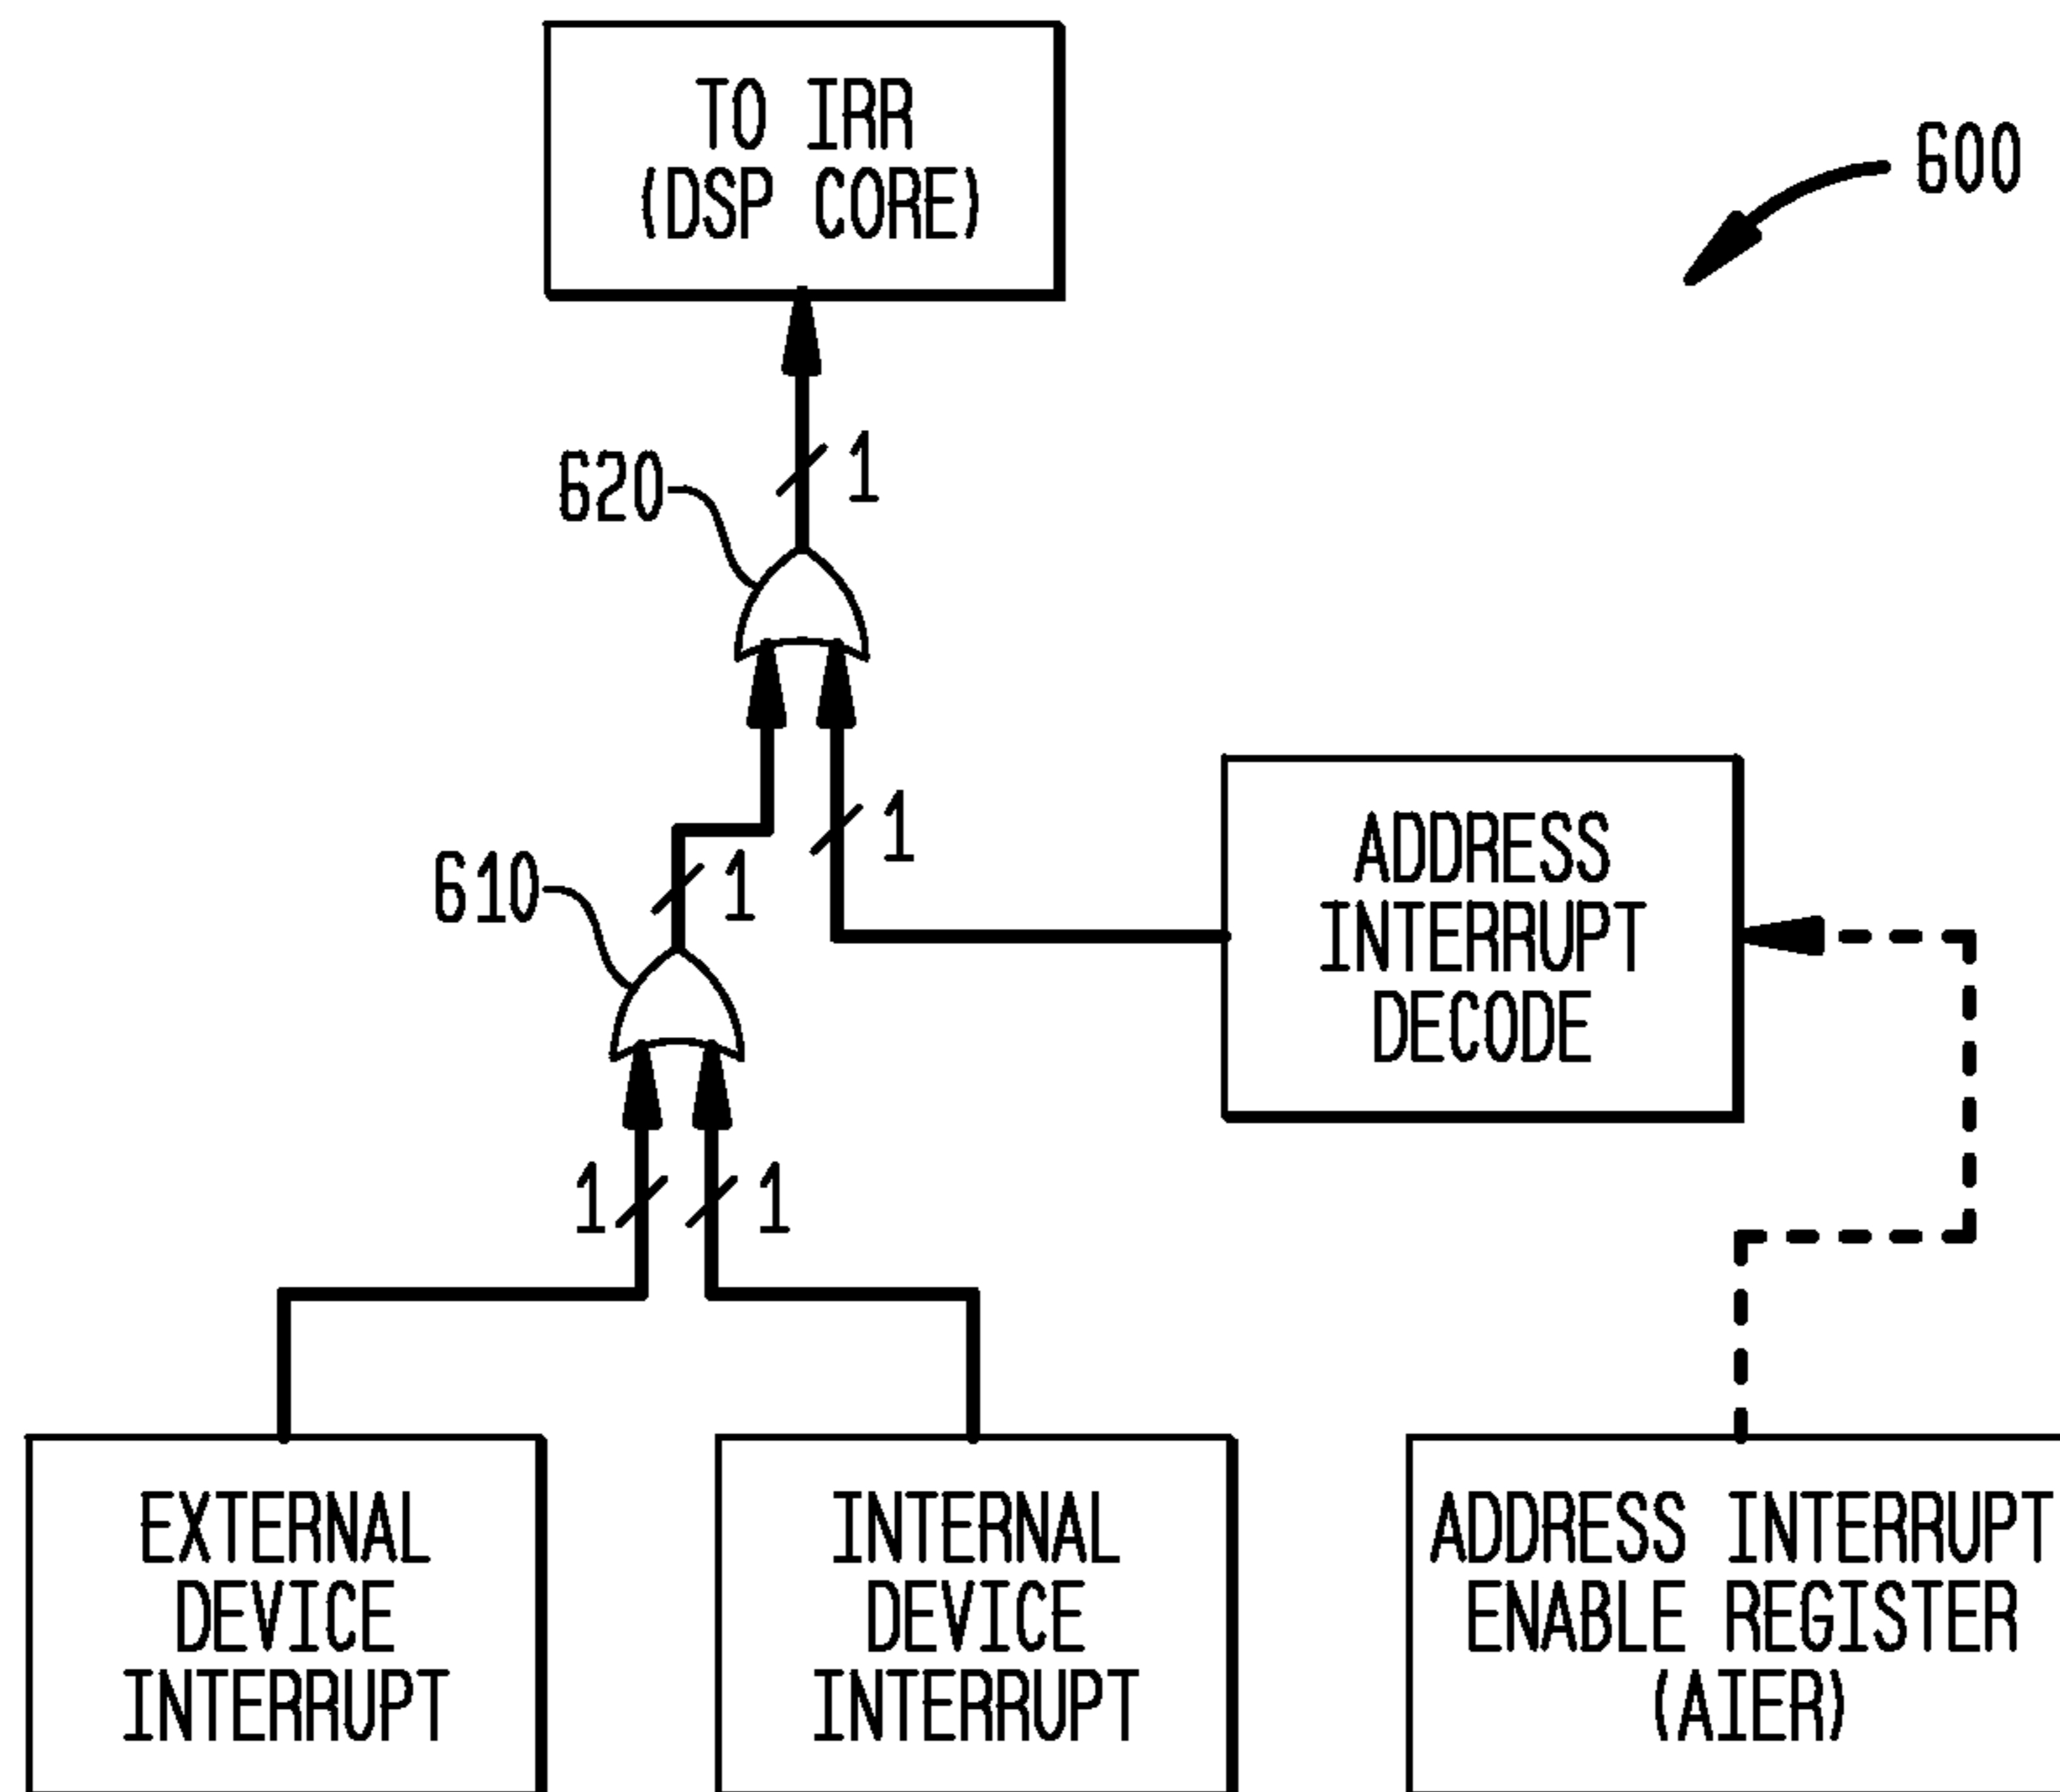 TO IRR
(DSP CORE)
600
620
1
1
610
1
ADDRESS
INTERRUPT
DECODE
1
1
EXTERNAL
DEVICE
INTERRUPT
INTERNAL
DEVICE
INTERRUPT
ADDRESS INTERRUPT
ENABLE REGISTER
(AIER)